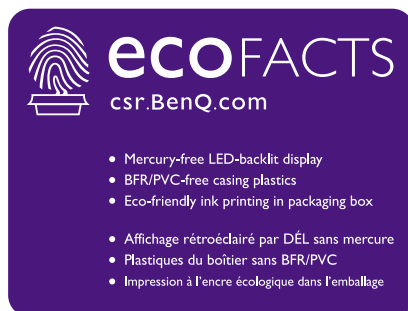 ecoFACTS
csr.BenQ.com
• Mercury-free LED-backlit display
• BFR/PVC-free casing plastics
• Eco-friendly ink printing in packaging box
• Affichage rétroéclairé par DÉL sans mercure
• Plastiques du boîtier sans BFR/PVC
• Impression à l'encre écologique dans l'emballage